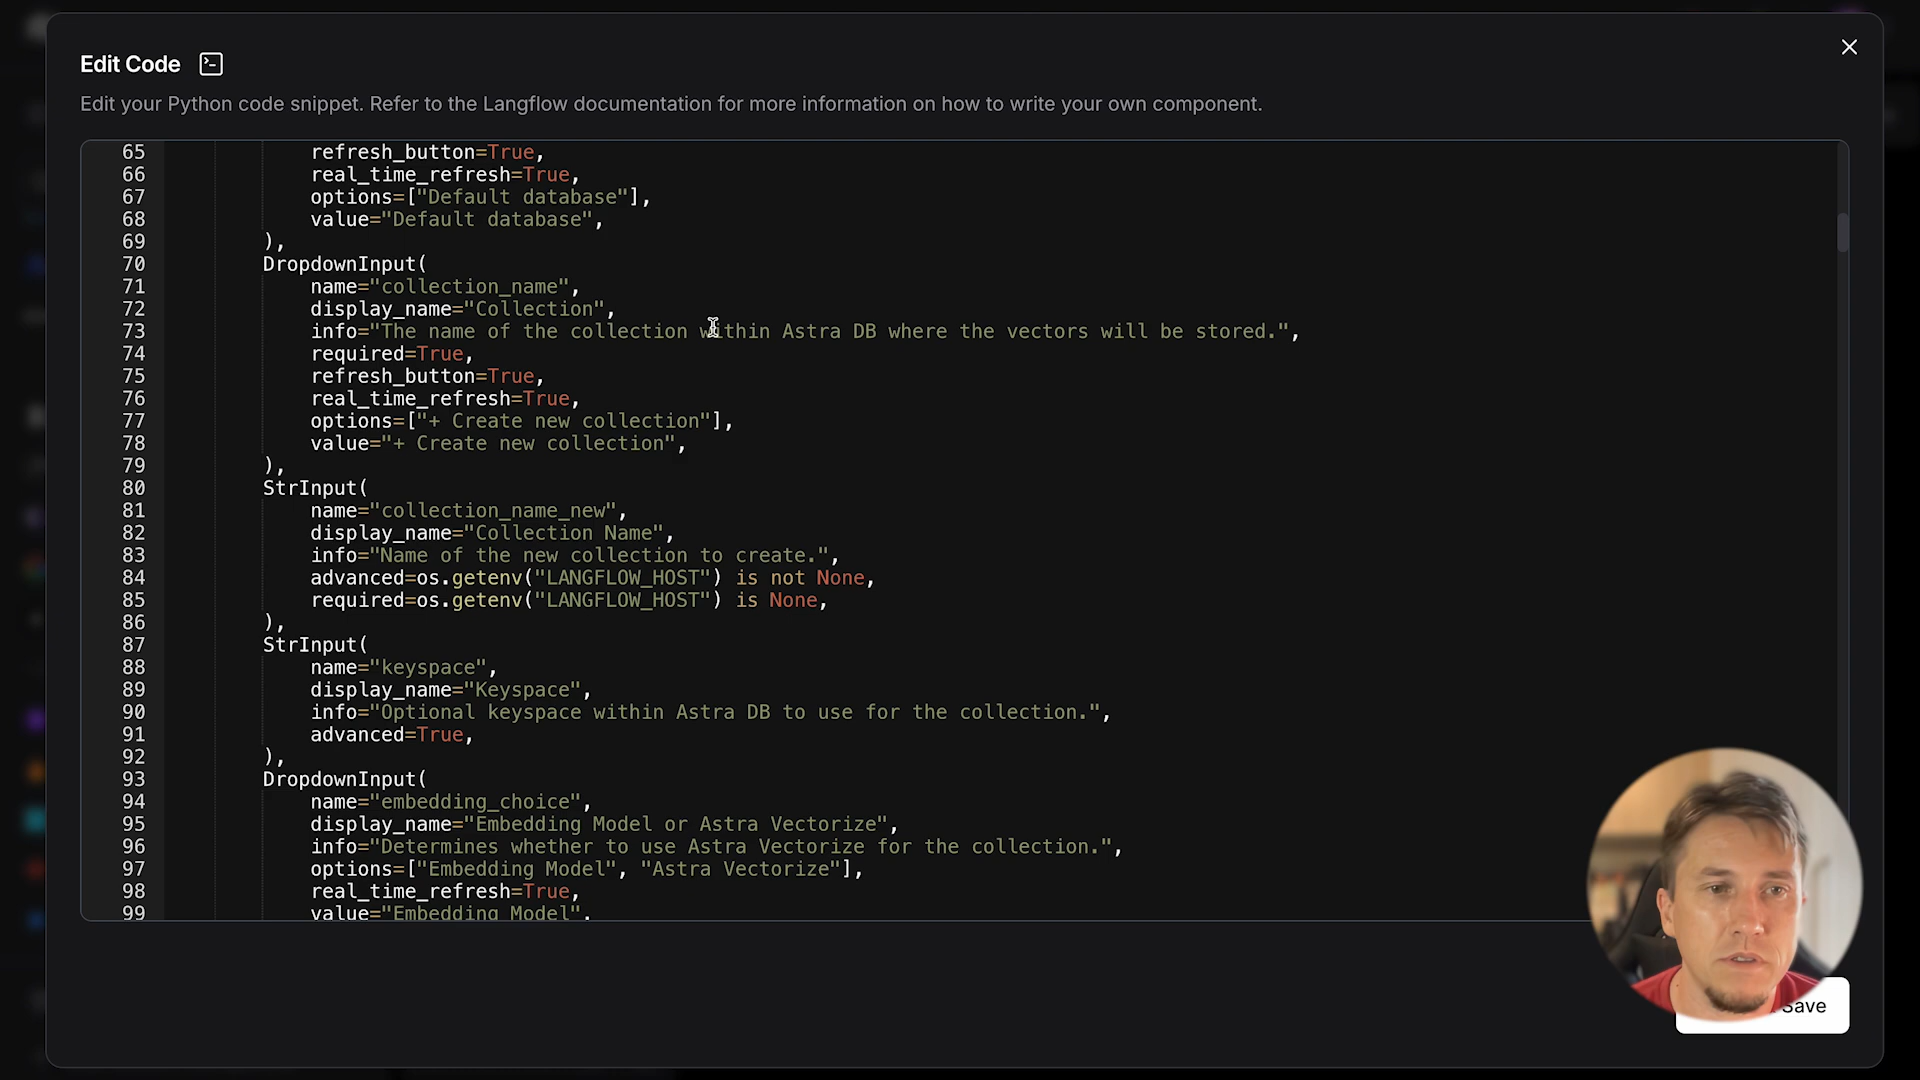 Edit Code
Edit your Python code snippet. Refer to the Langflow documentation for more information on how to write your own component.
65 refresh_button=True,
66 real_time_refresh=True,
67 options=["Default database"],
68 value="Default database",
69 ),
70 DropdownInput(
71 name="collection_name",
72 display_name="Collection",
73 info="The name of the collection within Astra DB where the vectors will be stored.",
74 required=True,
75 refresh_button=True,
76 real_time_refresh=True,
77 options=["+ Create new collection"],
78 value="+ Create new collection",
79 ),
80 StrInput(
81 name="collection_name_new",
82 display_name="Collection Name",
83 info="Name of the new collection to create.",
84 advanced=os.getenv("LANGFLOW_HOST") is not None,
85 required=os.getenv("LANGFLOW_HOST") is None,
86 ),
87 StrInput(
88 name="keyspace",
89 display_name="Keyspace",
90 info="Optional keyspace within Astra DB to use for the collection.",
91 advanced=True,
92 ),
93 DropdownInput(
94 name="embedding_choice",
95 display_name="Embedding Model or Astra Vectorize",
96 info="Determines whether to use Astra Vectorize for the collection.",
97 options=["Embedding Model", "Astra Vectorize"],
98 real_time_refresh=True,
99 value="Embedding Model",
Save